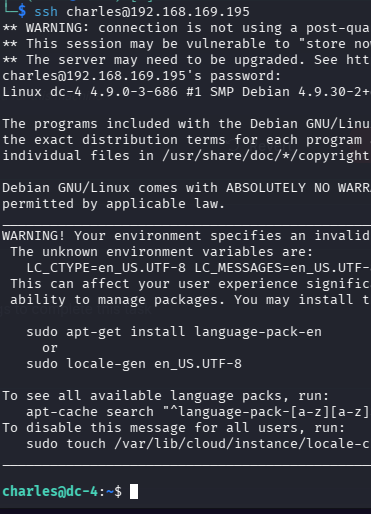 └─$ ssh charles@192.168.169.195
** WARNING: connection is not using a post-qua
** This session may be vulnerable to "store no
** The server may need to be upgraded. See htt
charles@192.168.169.195's password:
Linux dc-4 4.9.0-3-686 #1 SMP Debian 4.9.30-2+

The programs included with the Debian GNU/Linu
the exact distribution terms for each program
individual files in /usr/share/doc/*/copyright

Debian GNU/Linux comes with ABSOLUTELY NO WARR
permitted by applicable law.
WARNING! Your environment specifies an invalid
 The unknown environment variables are:
   LC_CTYPE=en_US.UTF-8 LC_MESSAGES=en_US.UTF-
 This can affect your user experience signific
 ability to manage packages. You may install t

   sudo apt-get install language-pack-en
     or
   sudo locale-gen en_US.UTF-8

To see all available language packs, run:
   apt-cache search "^language-pack-[a-z][a-z]
To disable this message for all users, run:
   sudo touch /var/lib/cloud/instance/locale-c

charles@dc-4:~$